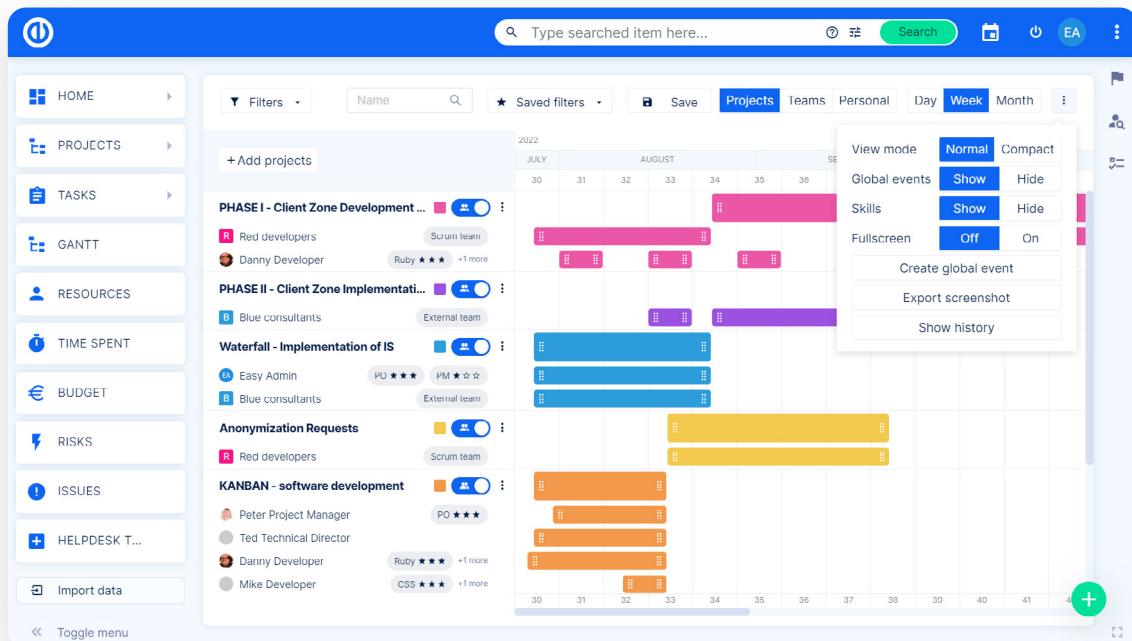 Type searched item here...
Search
EA
HOME
PROJECTS
TASKS
GANTT
RESOURCES
TIME SPENT
BUDGET
RISKS
ISSUES
HELPDESK T...
Import data
Toggle menu
Filters
Name
Saved filters
Save
Projects Teams Personal
Day Week Month
+ Add projects
2022
JULY AUGUST SE
30 31 32 33 34 35 36
View mode Normal Compact
Global events Show Hide
Skills Show Hide
Fullscreen Off On
Create global event
Export screenshot
Show history
PHASE I - Client Zone Development ...
R Red developers Scrum team
Danny Developer Ruby ★★★ +1 more
PHASE II - Client Zone Implementati...
B Blue consultants External team
Waterfall - Implementation of IS
EA Easy Admin PO ★★★ PM ★☆☆
B Blue consultants External team
Anonymization Requests
R Red developers Scrum team
KANBAN - software development
Peter Project Manager PO ★★★
Ted Technical Director
Danny Developer Ruby ★★★ +1 more
Mike Developer CSS ★★★ +1 more
30 31 32 33 34 35 36 37 38 39 40 41